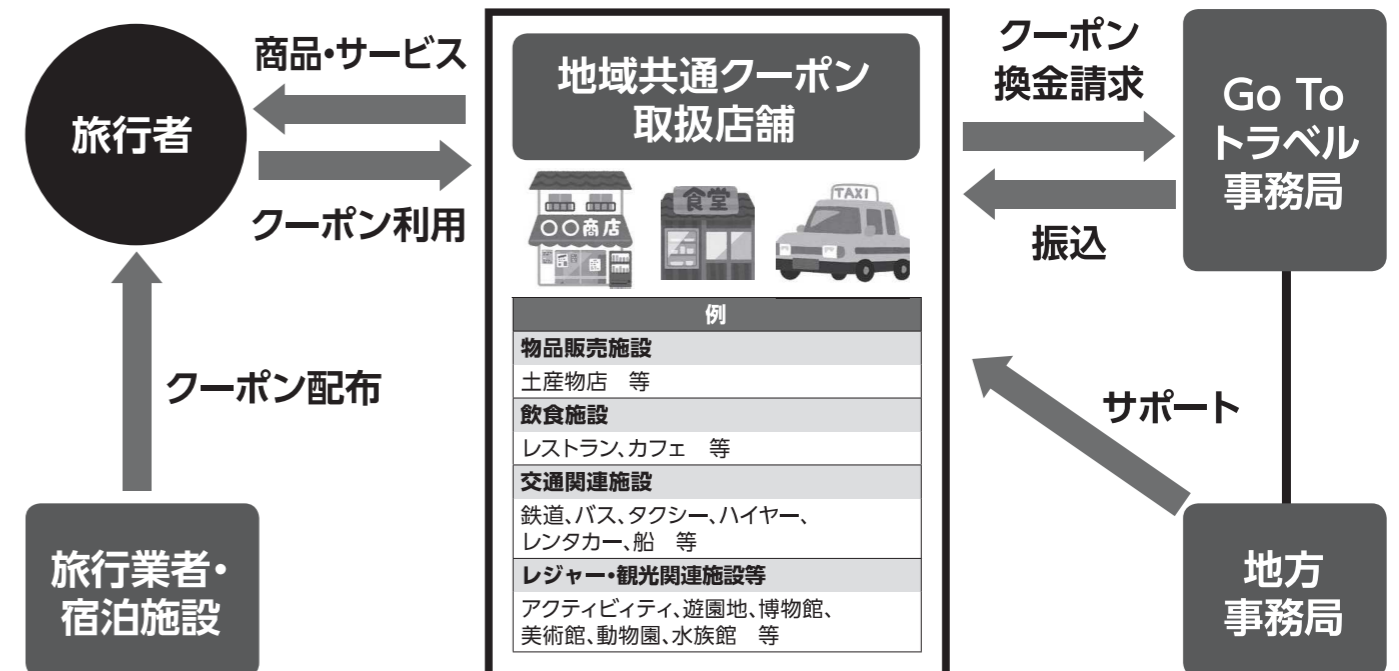 商品・サービス
旅行者
クーポン利用
クーポン配布
旅行業者・
宿泊施設
地域共通クーポン
取扱店舗
〇〇商店
食堂
TAXI
例
物品販売施設
土産物店　等
飲食施設
レストラン、カフェ　等
交通関連施設
鉄道、バス、タクシー、ハイヤー、
レンタカー、船　等
レジャー・観光関連施設等
アクティビィティ、遊園地、博物館、
美術館、動物園、水族館　等
クーポン
換金請求
振込
Go To
トラベル
事務局
サポート
地方
事務局